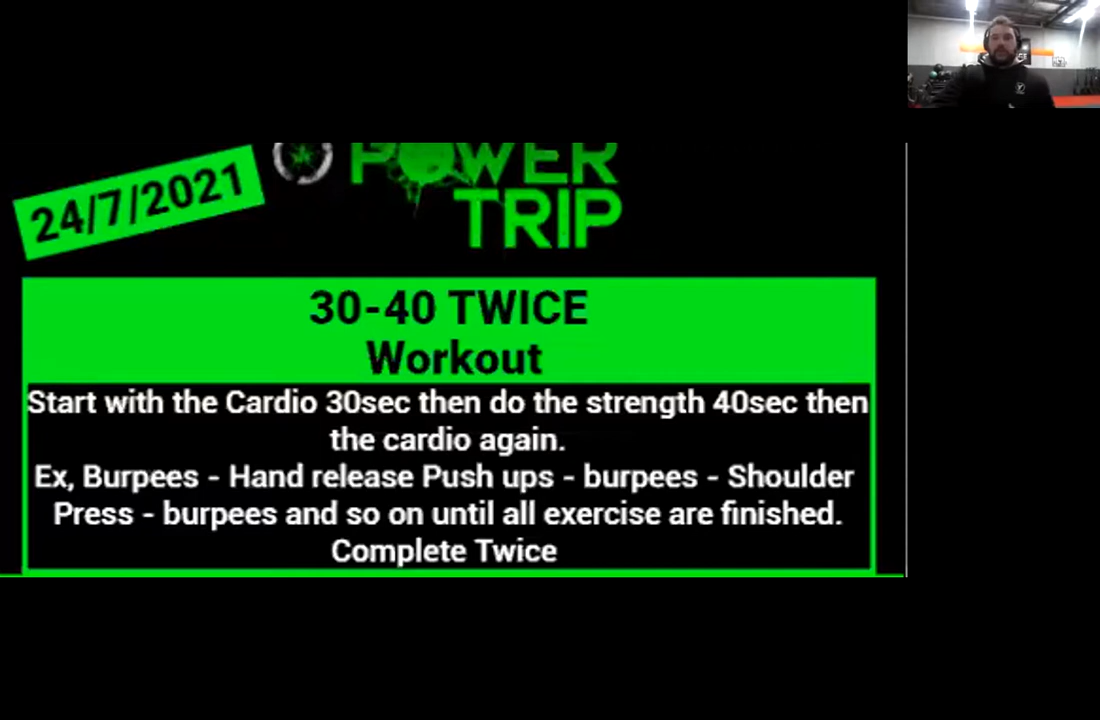 24/7/2021
POWER
TRIP
30-40 TWICE
Workout
Start with the Cardio 30sec then do the strength 40sec then
the cardio again.
Ex, Burpees - Hand release Push ups - burpees - Shoulder
Press - burpees and so on until all exercise are finished.
Complete Twice